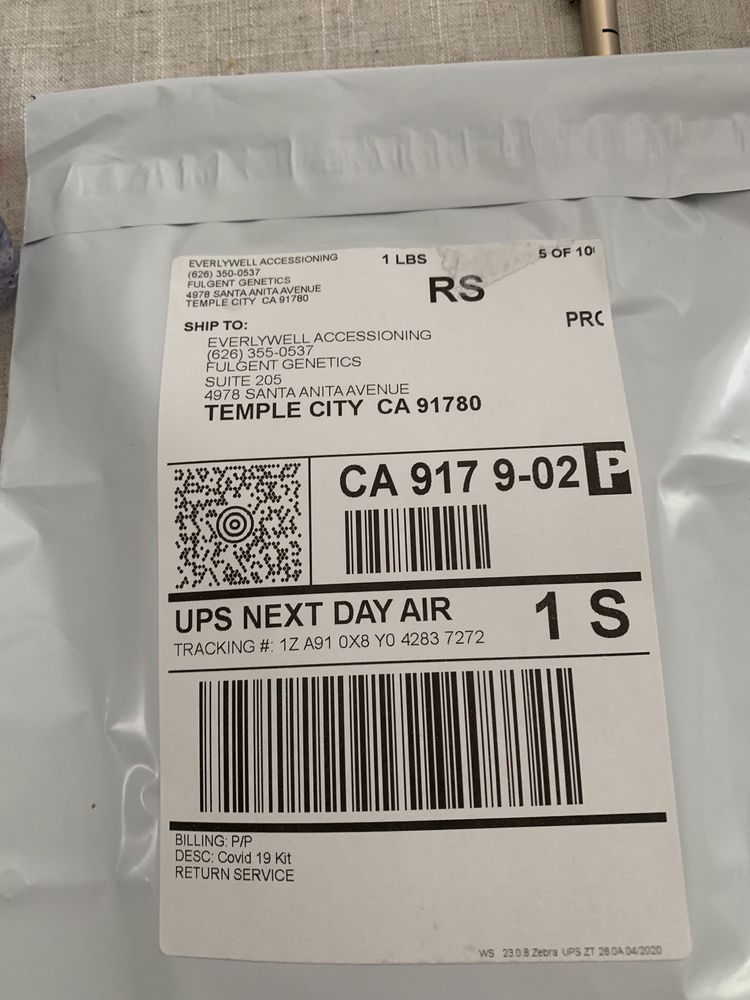 EVERLYWELL ACCESSIONING
(626) 350-0537
FULGENT GENETICS
4978 SANTA ANITA AVENUE
TEMPLE CITY CA 91780
1 LBS
5 OF 10
RS
PRC
SHIP TO:
EVERLYWELL ACCESSIONING
(626) 355-0537
FULGENT GENETICS
SUITE 205
4978 SANTA ANITA AVENUE
TEMPLE CITY CA 91780
CA 917 9-02
P
UPS NEXT DAY AIR
TRACKING #: 1Z A91 0X8 Y0 4283 7272
1 S
BILLING: P/P
DESC: Covid 19 Kit
RETURN SERVICE
WS 23.0.8 Zebra UPS ZT 28.0A 04/2020